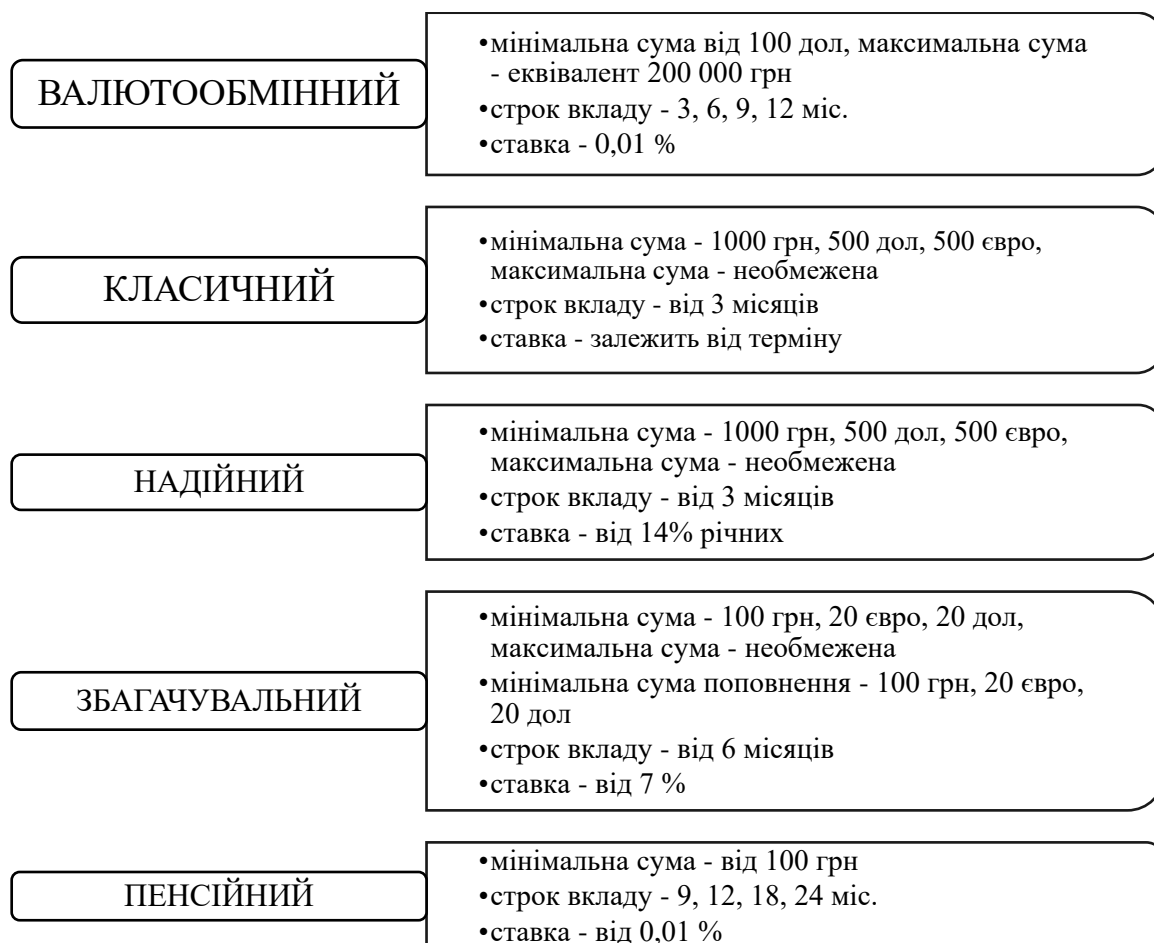 ВАЛЮТООБМІННИЙ
•мінімальна сума від 100 дол, максимальна сума
- еквівалент 200 000 грн
•строк вкладу - 3, 6, 9, 12 міс.
•ставка - 0,01 %
КЛАСИЧНИЙ
•мінімальна сума - 1000 грн, 500 дол, 500 євро,
максимальна сума - необмежена
•строк вкладу - від 3 місяців
•ставка - залежить від терміну
НАДІЙНИЙ
•мінімальна сума - 1000 грн, 500 дол, 500 євро,
максимальна сума - необмежена
•строк вкладу - від 3 місяців
•ставка - від 14% річних
ЗБАГАЧУВАЛЬНИЙ
•мінімальна сума - 100 грн, 20 євро, 20 дол,
максимальна сума - необмежена
•мінімальна сума поповнення - 100 грн, 20 євро,
20 дол
•строк вкладу - від 6 місяців
•ставка - від 7 %
ПЕНСІЙНИЙ
•мінімальна сума - від 100 грн
•строк вкладу - 9, 12, 18, 24 міс.
•ставка - від 0,01 %